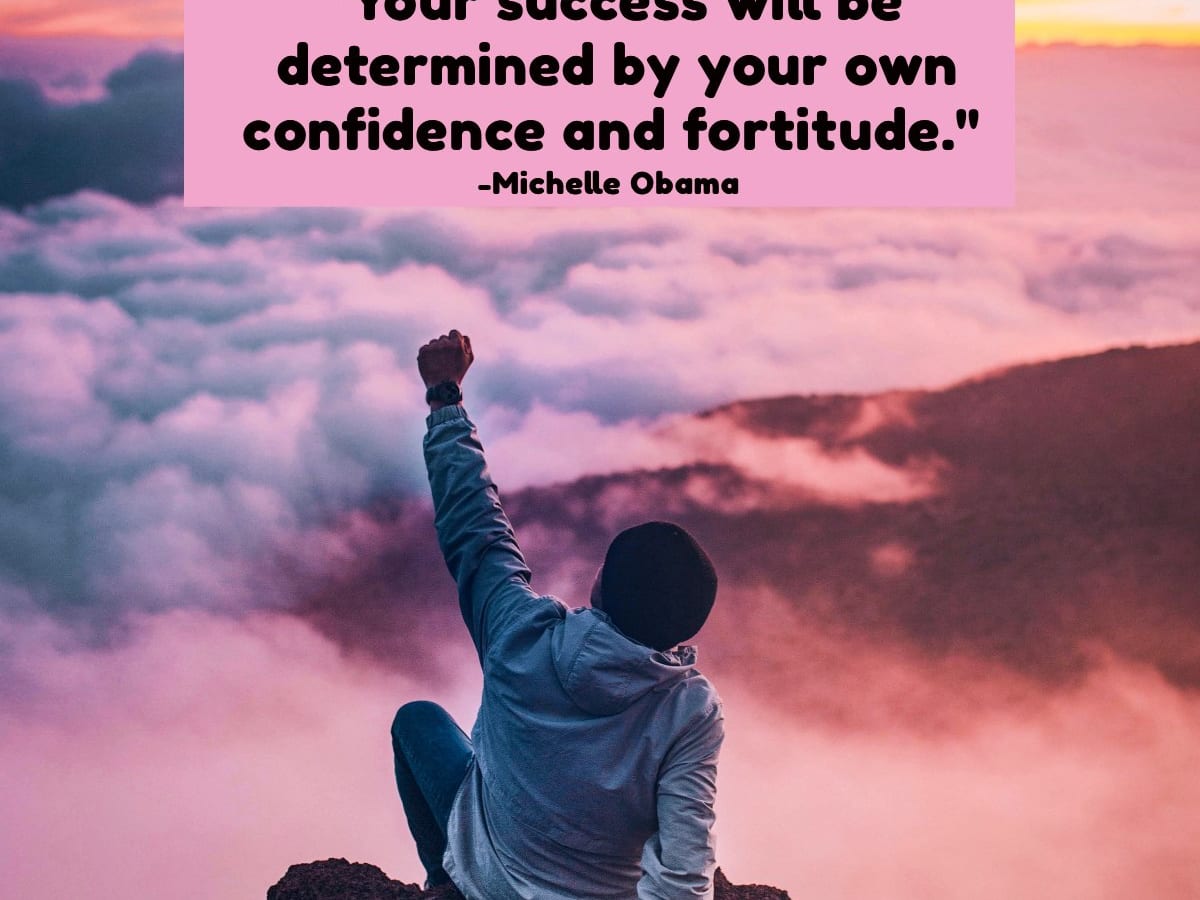 Your success will be
determined by your own
confidence and fortitude."
-Michelle Obama